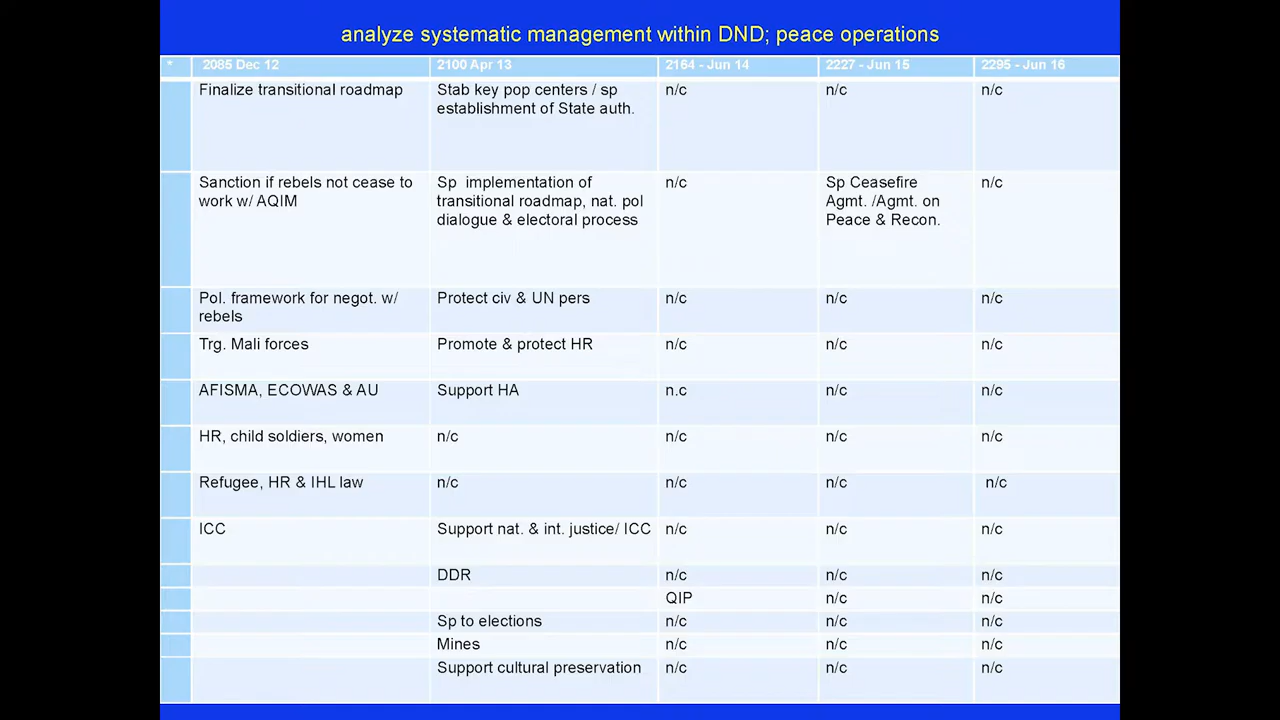 analyze systematic management within DND; peace operations
* 2085 Dec 12 2100 Apr 13 2164 - Jun 14 2227 - Jun 15 2295 - Jun 16
Finalize transitional roadmap Stab key pop centers / sp n/c n/c n/c
establishment of State auth.
Sanction if rebels not cease to Sp implementation of n/c Sp Ceasefire n/c
work w/ AQIM transitional roadmap, nat. pol Agmt. /Agmt. on
dialogue & electoral process Peace & Recon.
Pol. framework for negot. w/ Protect civ & UN pers n/c n/c n/c
rebels
Trg. Mali forces Promote & protect HR n/c n/c n/c
AFISMA, ECOWAS & AU Support HA n.c n/c n/c
HR, child soldiers, women n/c n/c n/c n/c
Refugee, HR & IHL law n/c n/c n/c n/c
ICC Support nat. & int. justice/ ICC n/c n/c n/c
DDR n/c n/c n/c
QIP n/c n/c
Sp to elections n/c n/c n/c
Mines n/c n/c n/c
Support cultural preservation n/c n/c n/c